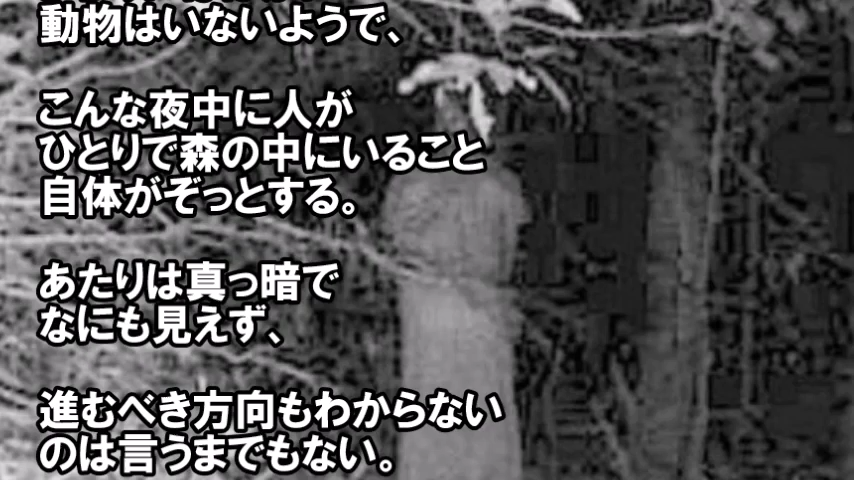 動物はいないようで、
こんな夜中に人が
ひとりで森の中にいること
自体がぞっとする。
あたりは真っ暗で
なにも見えず、
進むべき方向もわからない
のは言うまでもない。